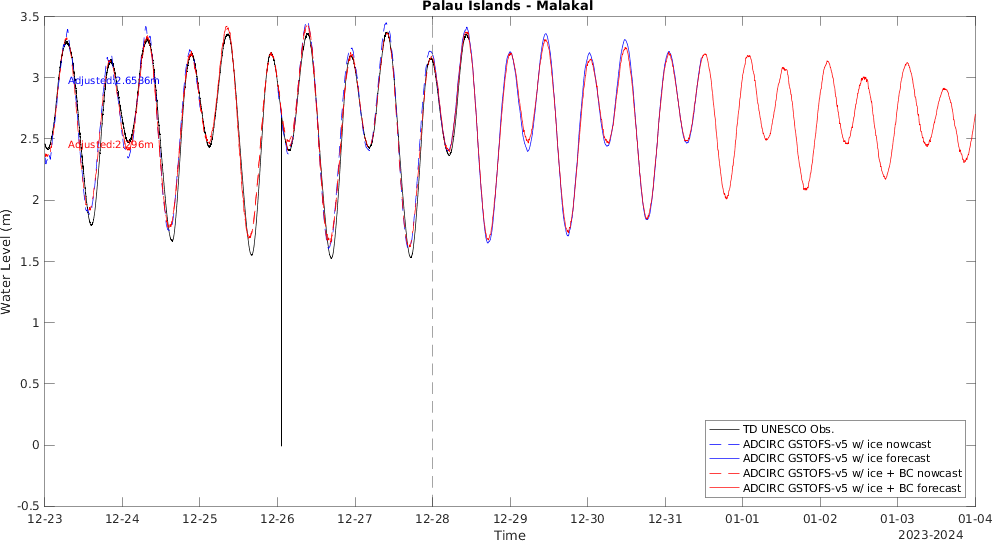 Palau Islands - Malakal
3.5
3
2.5
2
1.5
1
0.5
0
-0.5
Water Level (m)
Adjusted:2.6536m
TD UNESCO Obs.
ADCIRC GSTOFS-v5 w/ ice nowcast
ADCIRC GSTOFS-v5 w/ ice forecast
ADCIRC GSTOFS-v5 w/ ice + BC nowcast
ADCIRC GSTOFS-v5 w/ ice + BC forecast
12-23 12-24 12-25 12-26 12-27 12-28 12-29 12-30 12-31 01-01 01-02 01-03 01-04
Time
2023-2024